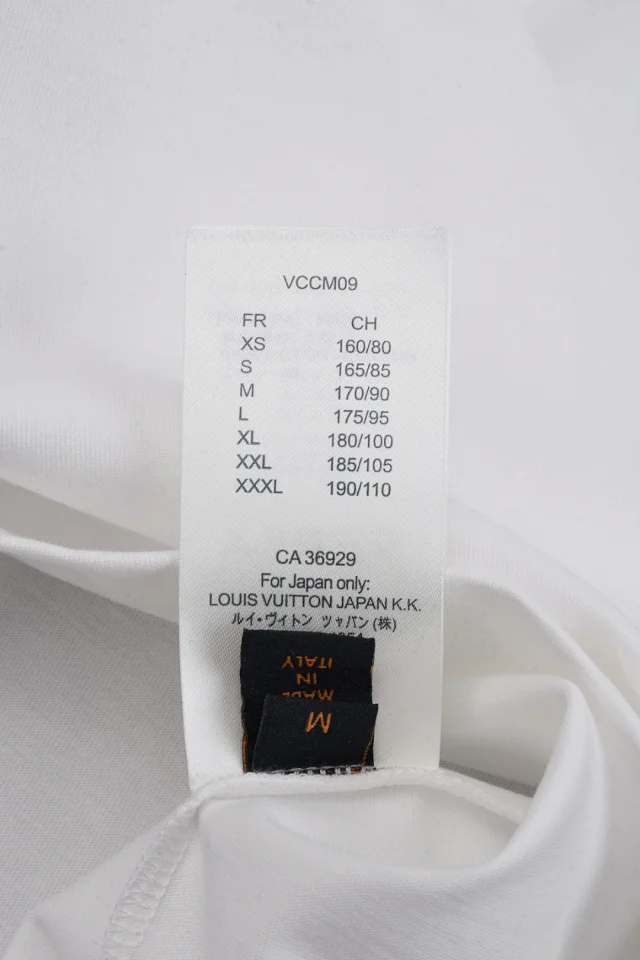 VCCM09
FR CH
XS 160/80
S 165/85
M 170/90
L 175/95
XL 180/100
XXL 185/105
XXXL 190/110
CA 36929
For Japan only:
LOUIS VUITTON JAPAN K.K.
ルイ・ヴィトン ツャパン (株)
MADE
IN
ITALY
M